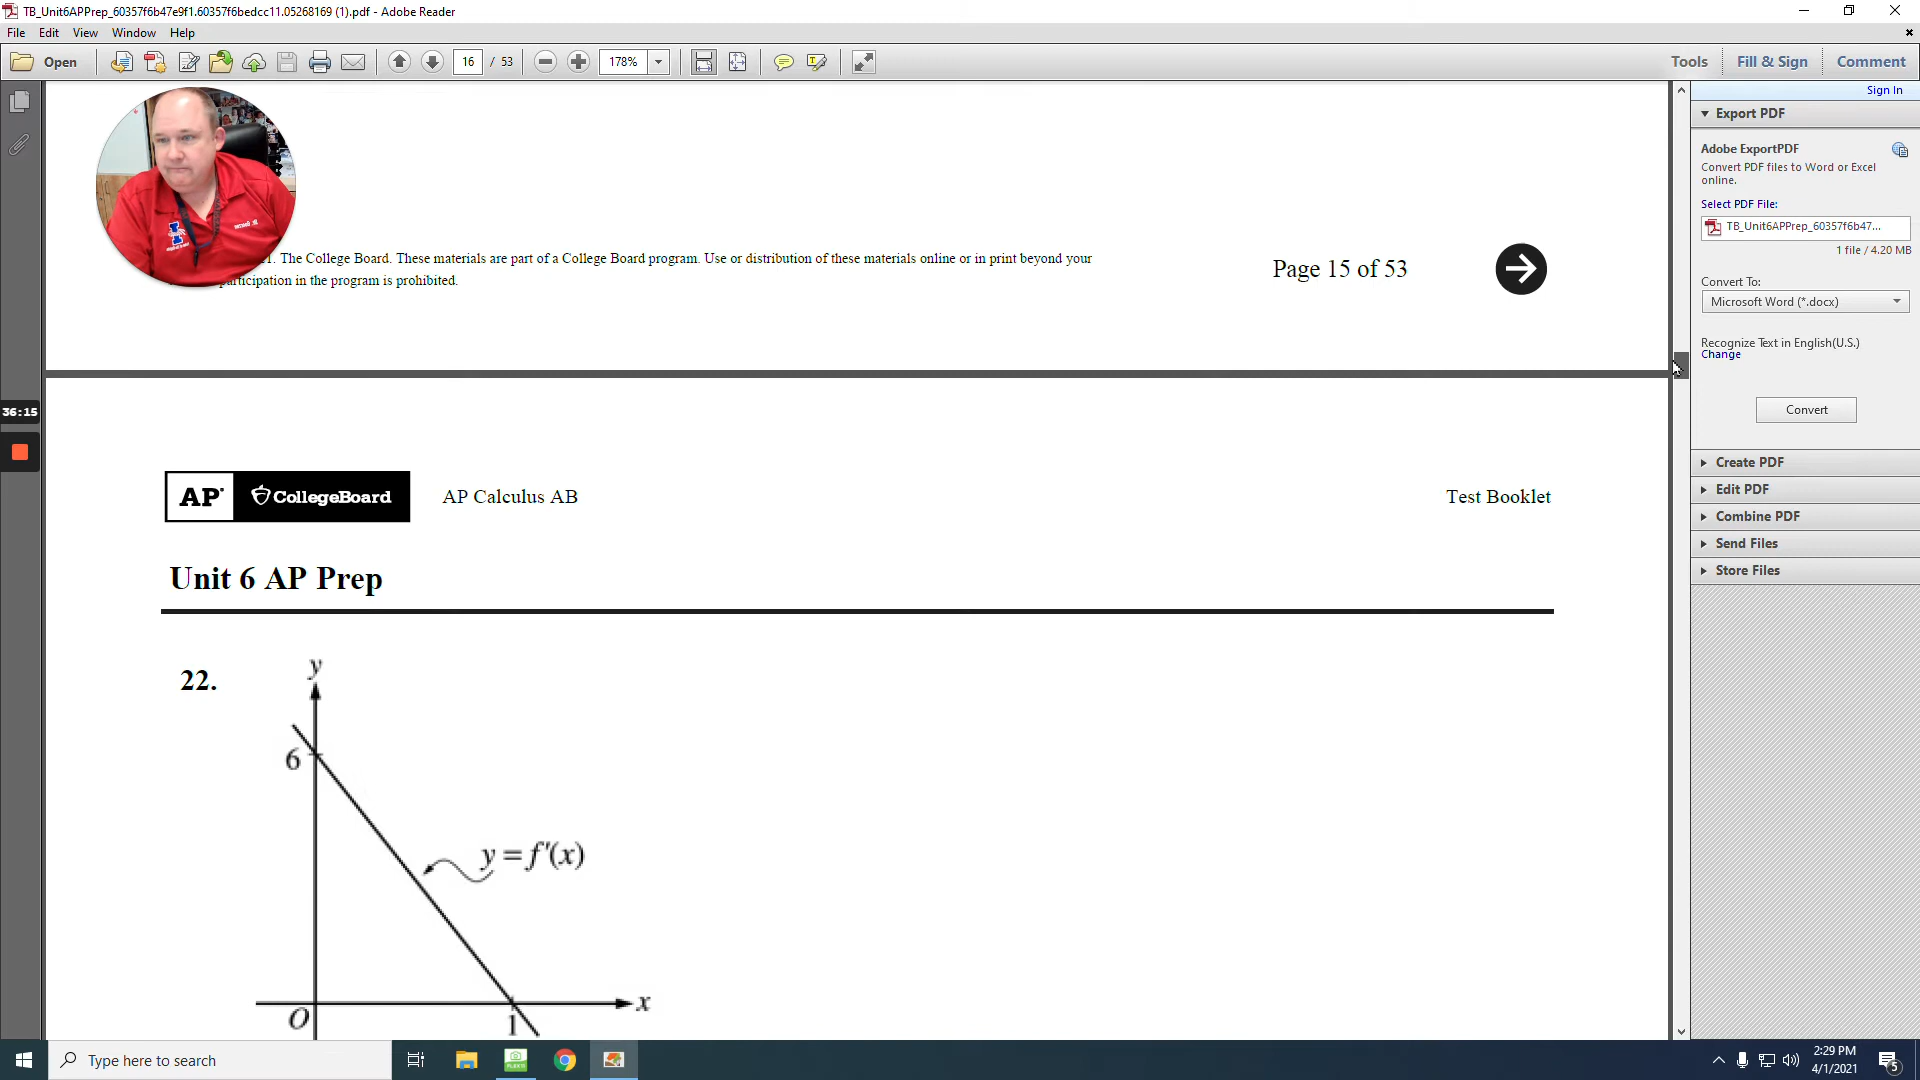 TB_Unit6APPrep_60357f6b47e9f1.60357f6bedcc11.05268169 (1).pdf - Adobe Reader
File Edit View Window Help
Open 16 / 53 178% Tools Fill & Sign Comment
Sign In
Export PDF
Adobe ExportPDF
Convert PDF files to Word or Excel
online.
Select PDF File:
TB_Unit6APPrep_60357f6b47...
1 file / 4.20 MB
Convert To:
Microsoft Word (*.docx)
Recognize Text in English(U.S.)
Change
Convert
Create PDF
Edit PDF
Combine PDF
Send Files
Store Files
The College Board. These materials are part of a College Board program. Use or distribution of these materials online or in print beyond your
participation in the program is prohibited.
Page 15 of 53
36:15
AP CollegeBoard AP Calculus AB Test Booklet
Unit 6 AP Prep
22.
y
6
y = f'(x)
O 1 x
Type here to search
2:29 PM
4/1/2021
5